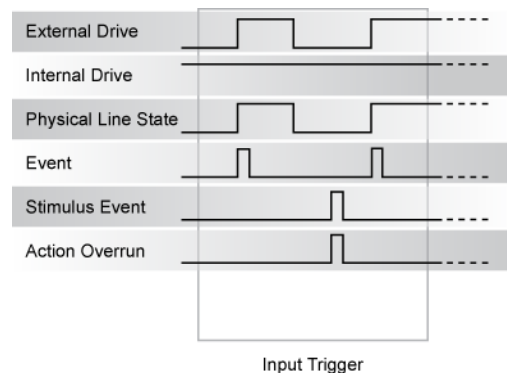 External Drive
Internal Drive
Physical Line State
Event
Stimulus Event
Action Overrun
Input Trigger